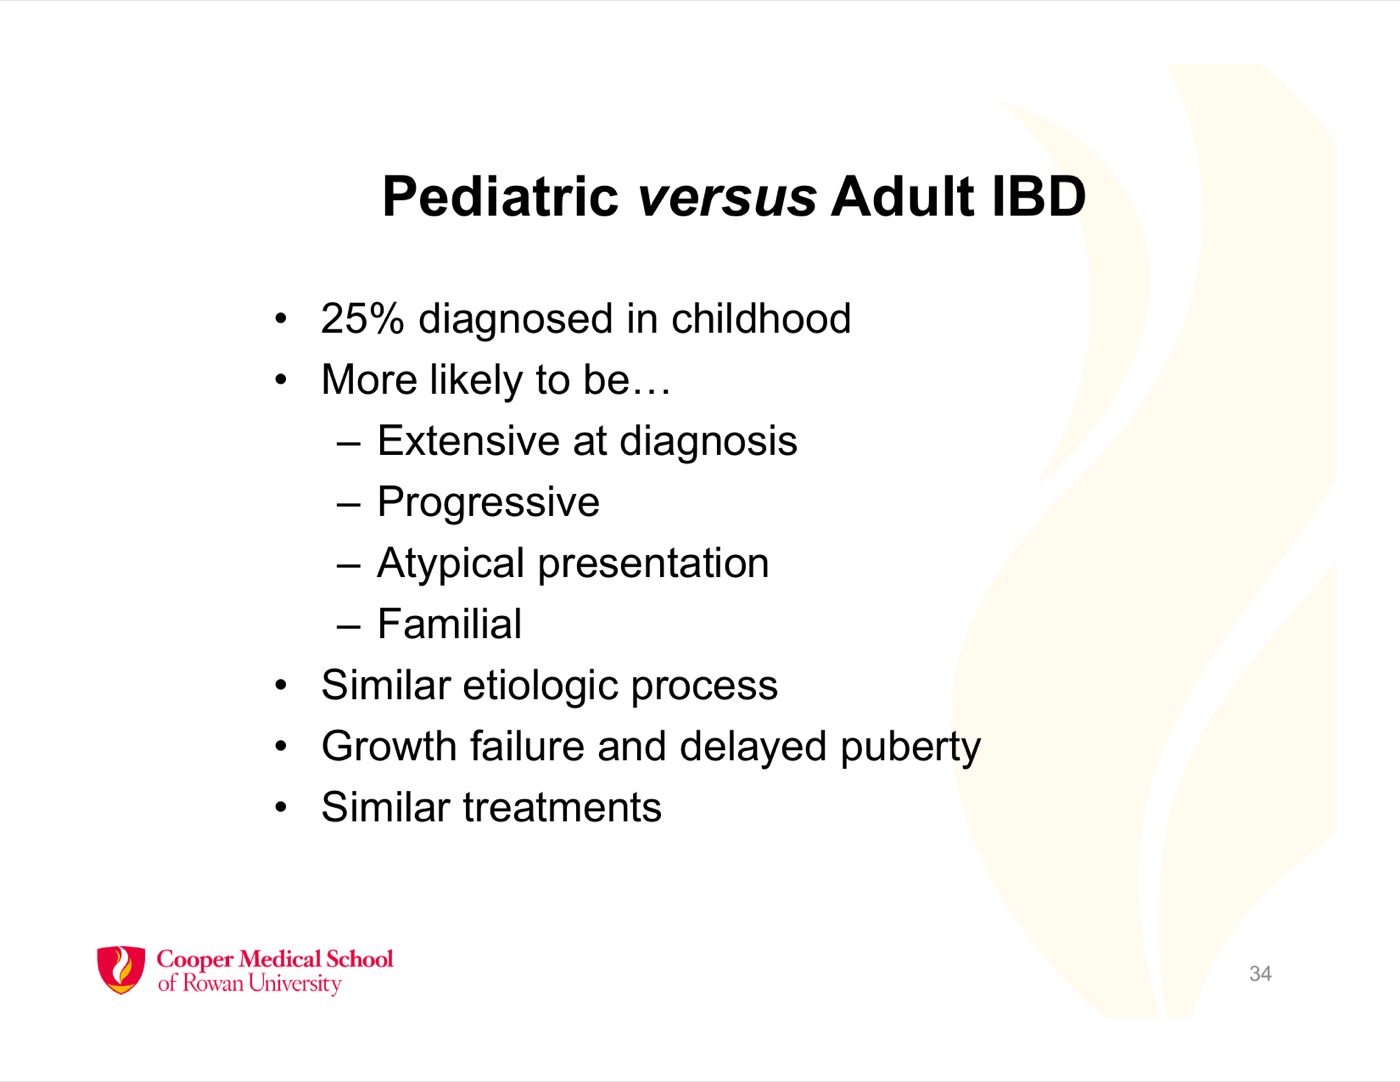 Pediatric versus Adult IBD
• 25% diagnosed in childhood
• More likely to be…
– Extensive at diagnosis
– Progressive
– Atypical presentation
– Familial
• Similar etiologic process
• Growth failure and delayed puberty
• Similar treatments
Cooper Medical School
of Rowan University
34